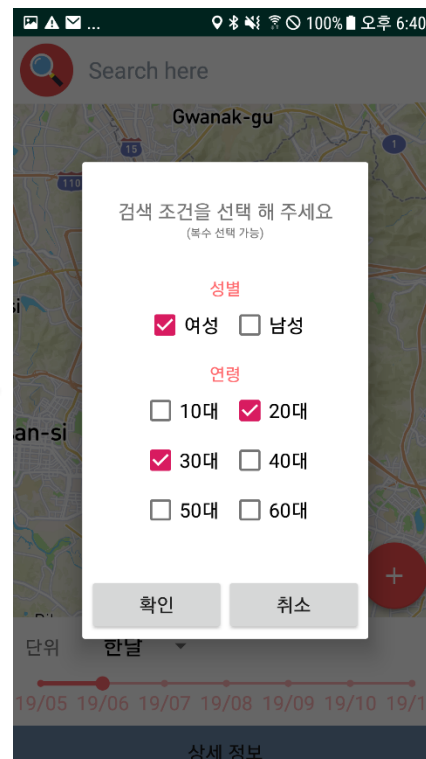 ... 100% 오후 6:40
Search here
Gwanak-gu
15
1
110
검색 조건을 선택 해 주세요
(복수 선택 가능)
si
성별
여성 남성
연령
10대 20대
an-si
30대 40대
50대 60대
+
확인 취소
단위 한달
19/05 19/06 19/07 19/08 19/09 19/10 19/1
상세 정보